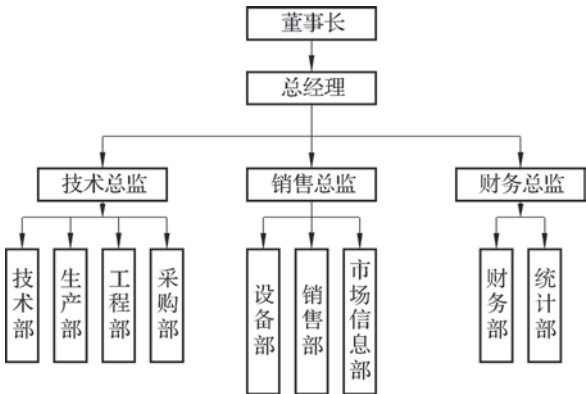 董事长
总经理
技术总监
销售总监
财务总监
技术部
生产部
工程部
采购部
设备部
销售部
市场信息部
财务部
统计部